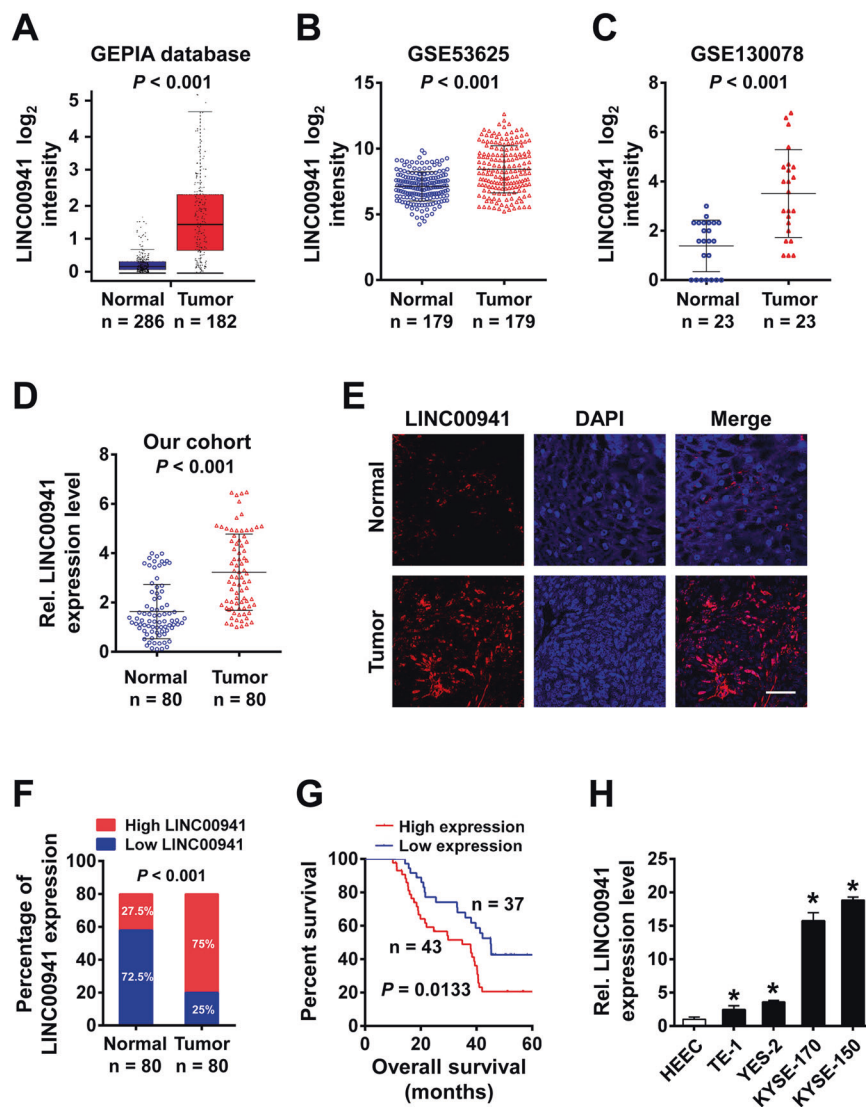 A
GEPIA database
P < 0.001
LINC00941 log2
intensity
5
4
3
2
1
0
Normal
n = 286
Tumor
n = 182
B
GSE53625
P < 0.001
LINC00941 log2
intensity
15
10
5
0
Normal
n = 179
Tumor
n = 179
C
GSE130078
P < 0.001
LINC00941 log2
intensity
8
6
4
2
0
Normal
n = 23
Tumor
n = 23
D
Our cohort
P < 0.001
Rel. LINC00941
expression level
8
6
4
2
0
Normal
n = 80
Tumor
n = 80
E
LINC00941 DAPI Merge
Normal
Tumor
F
High LINC00941
Low LINC00941
P < 0.001
Percentage of
LINC00941 expression
100
80
60
40
20
0
27.5%
72.5%
75%
25%
Normal
n = 80
Tumor
n = 80
G
High expression
Low expression
Percent survival
100
80
60
40
20
0
n = 37
n = 43
P = 0.0133
0 20 40 60
Overall survival
(months)
H
Rel. LINC00941
expression level
25
20
15
10
5
0
* * * *
HEEC
TE-1
YES-2
KYSE-170
KYSE-150